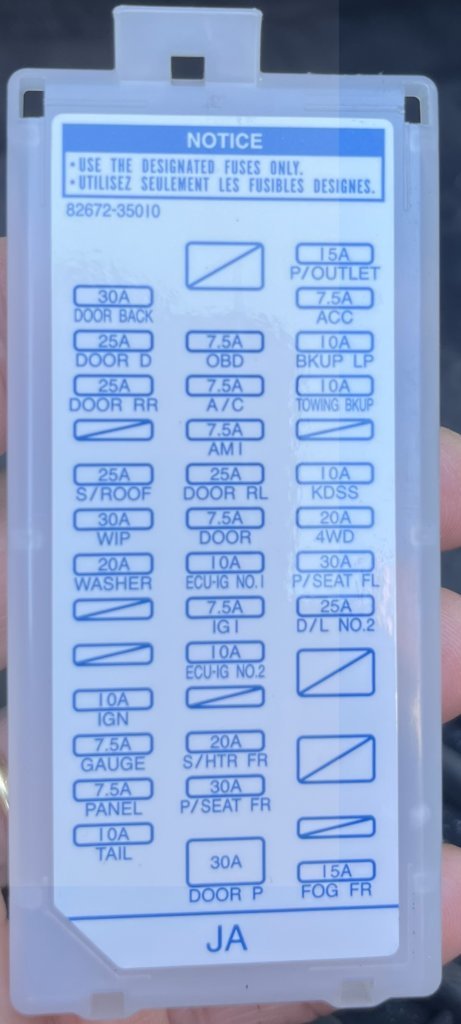 NOTICE
•USE THE DESIGNATED FUSES ONLY.
•UTILISEZ SEULEMENT LES FUSIBLES DESIGNES.
82672-35010
30A
DOOR BACK
25A
DOOR D
25A
DOOR RR
25A
S/ROOF
30A
WIP
20A
WASHER
10A
IGN
7.5A
GAUGE
7.5A
PANEL
10A
TAIL
7.5A
OBD
7.5A
A/C
7.5A
AM1
25A
DOOR RL
7.5A
DOOR
10A
ECU-IG NO.1
7.5A
IG1
10A
ECU-IG NO.2
20A
S/HTR FR
30A
P/SEAT FR
30A
DOOR P
15A
P/OUTLET
7.5A
ACC
10A
BKUP LP
10A
TOWING BKUP
10A
KDSS
20A
4WD
30A
P/SEAT FL
25A
D/L NO.2
15A
FOG FR
JA